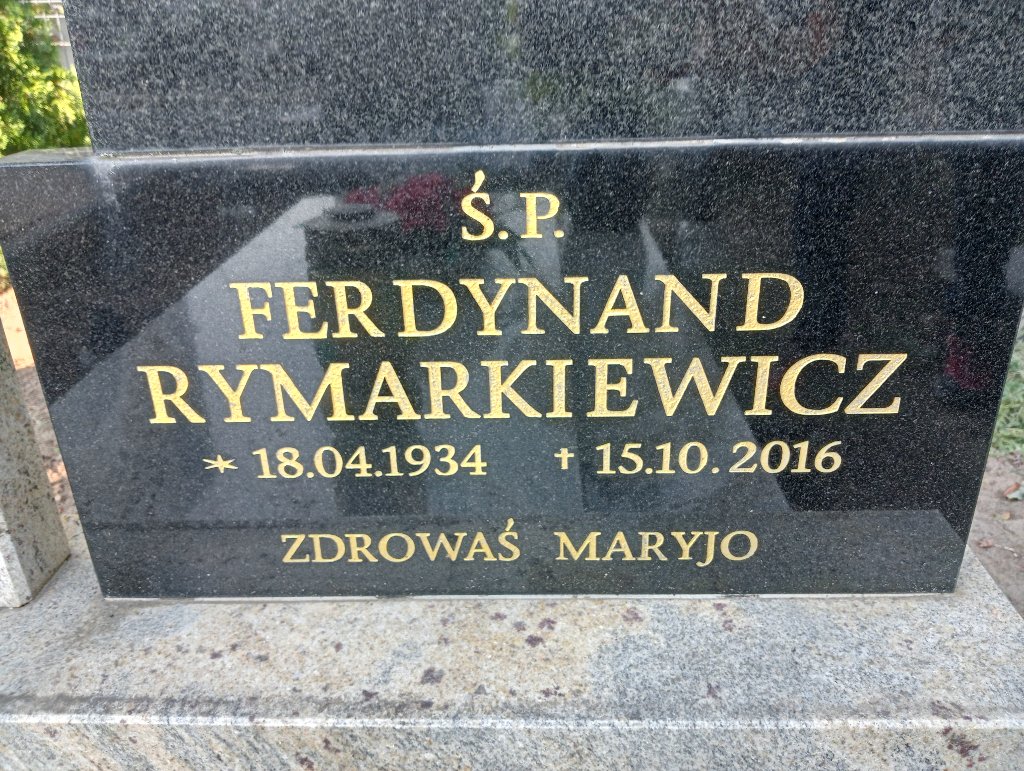 Ś.P.
FERDYNAND
RYMARKIEWICZ
* 18.04.1934 † 15.10.2016
ZDROWAŚ MARYJO